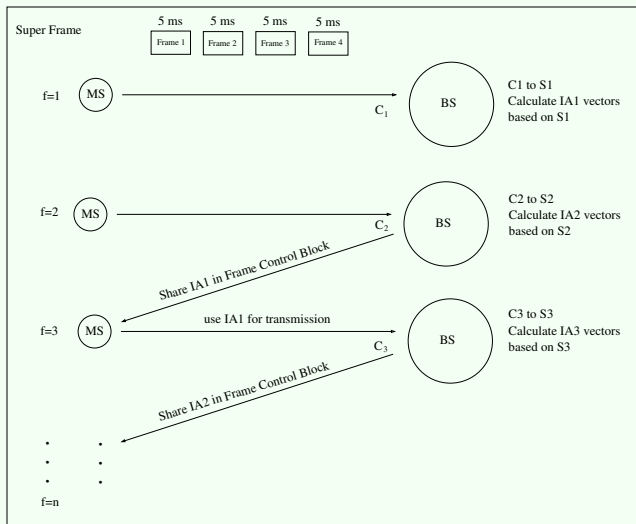 5 ms 5 ms 5 ms 5 ms
Super Frame
Frame 1 Frame 2 Frame 3 Frame 4
f=1 MS C1 BS
C1 to S1
Calculate IA1 vectors
based on S1
f=2 MS C2 BS
C2 to S2
Calculate IA2 vectors
based on S2
Share IA1 in Frame Control Block
f=3 MS use IA1 for transmission C3 BS
C3 to S3
Calculate IA3 vectors
based on S3
Share IA2 in Frame Control Block
f=n